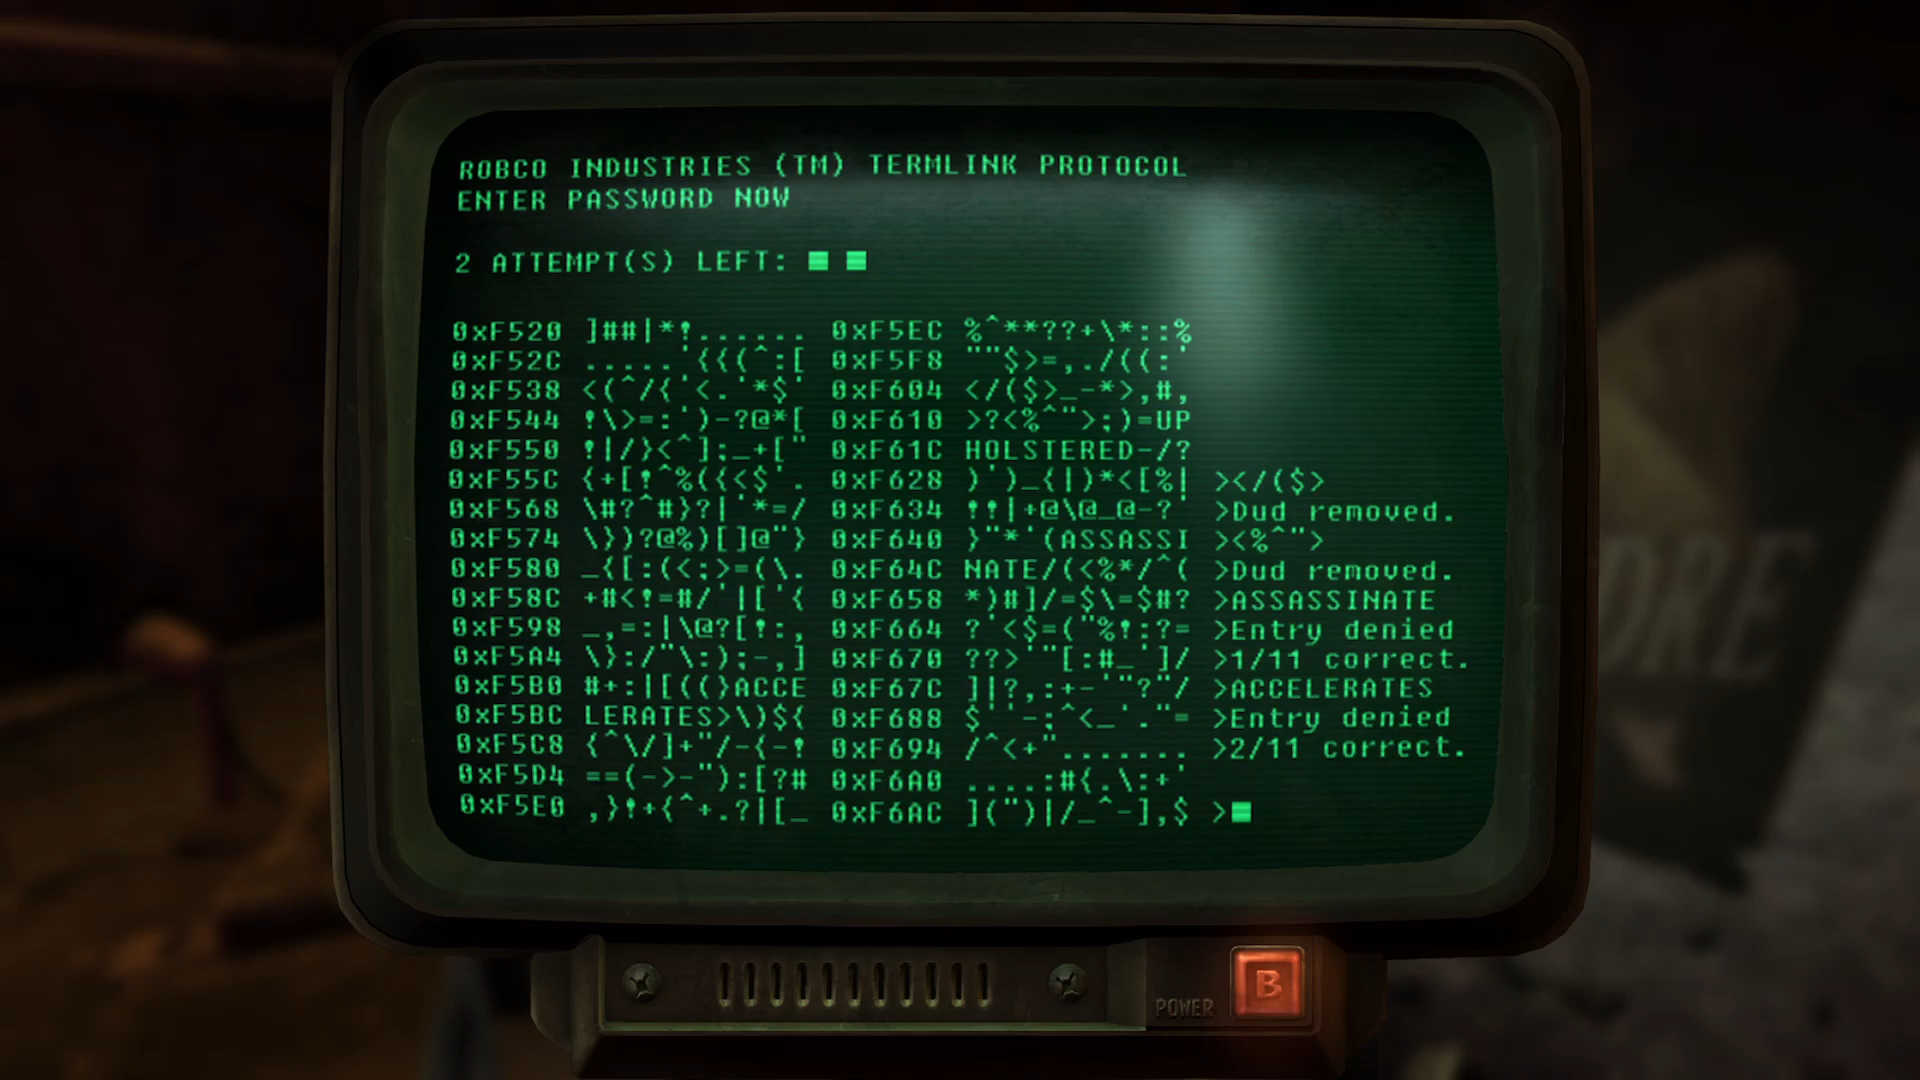 ROBCO INDUSTRIES (TM) TERMLINK PROTOCOL
ENTER PASSWORD NOW
2 ATTEMPT(S) LEFT: ■ ■
0xF520 ]##|*!...... 0xF5EC %^**??+\*::%
0xF52C .....'{{(^:[ 0xF5F8 ""$>=,./((:'
0xF538 <(^/{'<.'*$' 0xF604 </($>_-*>,#,
0xF544 !\>=:')-?@*[ 0xF610 >?<%^">;)=UP
0xF550 !|/}<^];_+[" 0xF61C HOLSTERED-/?
0xF55C {+[!^%({<$'. 0xF628 )')_{|)*<[%| ></($>
0xF568 \#?^#}?|'*=/ 0xF634 !!|+@\@_@-?' >Dud removed.
0xF574 \})?@%)[]@"} 0xF640 }"*'(ASSASSI ><%^">
0xF580 _{[:(<;>=(\. 0xF64C NATE/(<%*/^( >Dud removed.
0xF58C +#<!=#/'|['{ 0xF658 *)#]/=$\=$#? >ASSASSINATE
0xF598 _,=:|\@?[!:, 0xF664 ?'<$=("%!:?= >Entry denied
0xF5A4 \}:/"\:);-,] 0xF670 ??>'"[:#_']/ >1/11 correct.
0xF5B0 #+:|[((}ACCE 0xF67C ]|?,:+-'"?"/ >ACCELERATES
0xF5BC LERATES>\)${ 0xF688 $''-;^<_'."= >Entry denied
0xF5C8 {^\/]+"/-{-! 0xF694 /^<+"....... >2/11 correct.
0xF5D4 ==(->-"):[?# 0xF6A0 ....:#{.\:+'
0xF5E0 ,}!+{^+.?|[_ 0xF6AC ](")|/_^-],$ >■
POWER
B